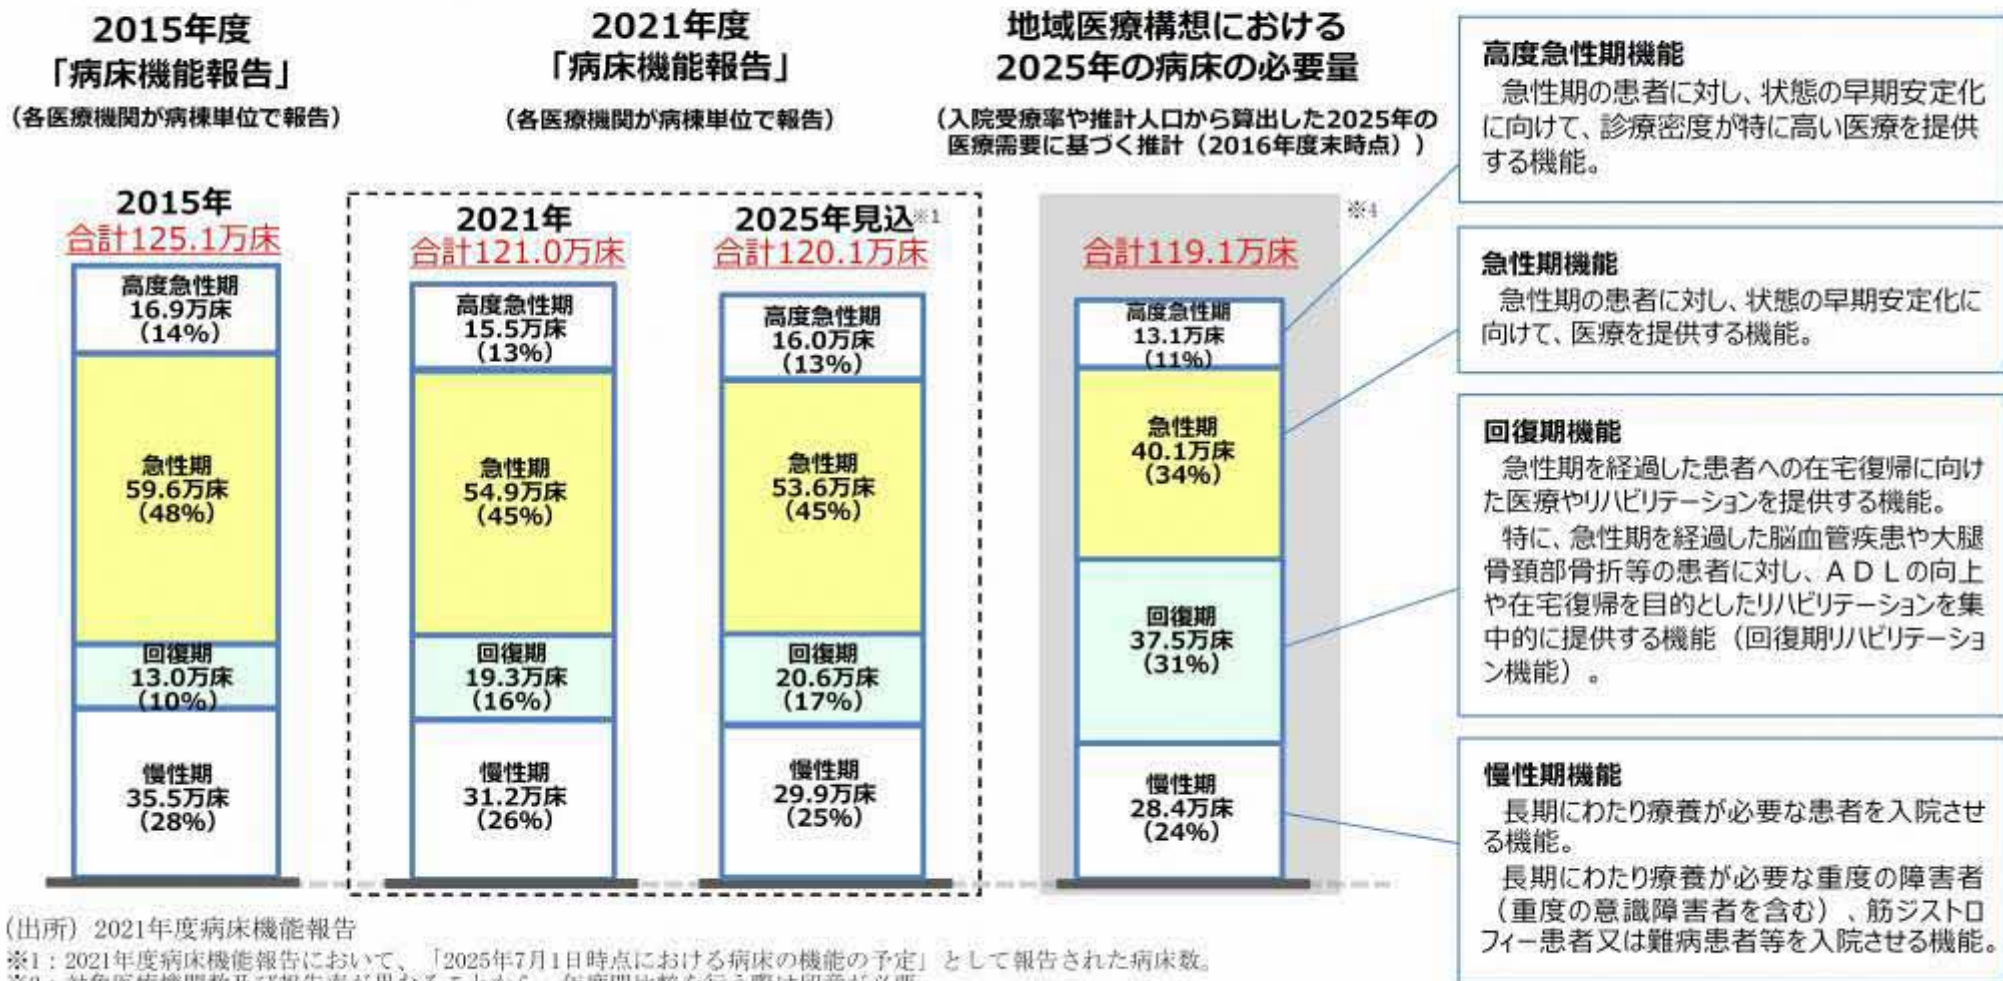 2015年度
「病床機能報告」
(各医療機関が病棟単位で報告)
2021年度
「病床機能報告」
(各医療機関が病棟単位で報告)
地域医療構想における
2025年の病床の必要量
(入院受療率や推計人口から算出した2025年の
医療需要に基づく推計(2016年度末時点))
2015年
合計125.1万床
高度急性期
16.9万床
(14%)
急性期
59.6万床
(48%)
回復期
13.0万床
(10%)
慢性期
35.5万床
(28%)
2021年
合計121.0万床
高度急性期
15.5万床
(13%)
急性期
54.9万床
(45%)
回復期
19.3万床
(16%)
慢性期
31.2万床
(26%)
2025年見込※1
合計120.1万床
高度急性期
16.0万床
(13%)
急性期
53.6万床
(45%)
回復期
20.6万床
(17%)
慢性期
29.9万床
(25%)
※4
合計119.1万床
高度急性期
13.1万床
(11%)
急性期
40.1万床
(34%)
回復期
37.5万床
(31%)
慢性期
28.4万床
(24%)
高度急性期機能
急性期の患者に対し、状態の早期安定化
に向けて、診療密度が特に高い医療を提供
する機能。
急性期機能
急性期の患者に対し、状態の早期安定化に
向けて、医療を提供する機能。
回復期機能
急性期を経過した患者への在宅復帰に向け
た医療やリハビリテーションを提供する機能。
特に、急性期を経過した脳血管疾患や大腿
骨頚部骨折等の患者に対し、ADLの向上
や在宅復帰を目的としたリハビリテーションを集
中的に提供する機能(回復期リハビリテーショ
ン機能)。
慢性期機能
長期にわたり療養が必要な患者を入院させ
る機能。
長期にわたり療養が必要な重度の障害者
(重度の意識障害者を含む)、筋ジストロ
フィー患者又は難病患者等を入院させる機能。
(出所)2021年度病床機能報告
※1:2021年度病床機能報告において、「2025年7月1日時点における病床の機能の予定」として報告された病床数。